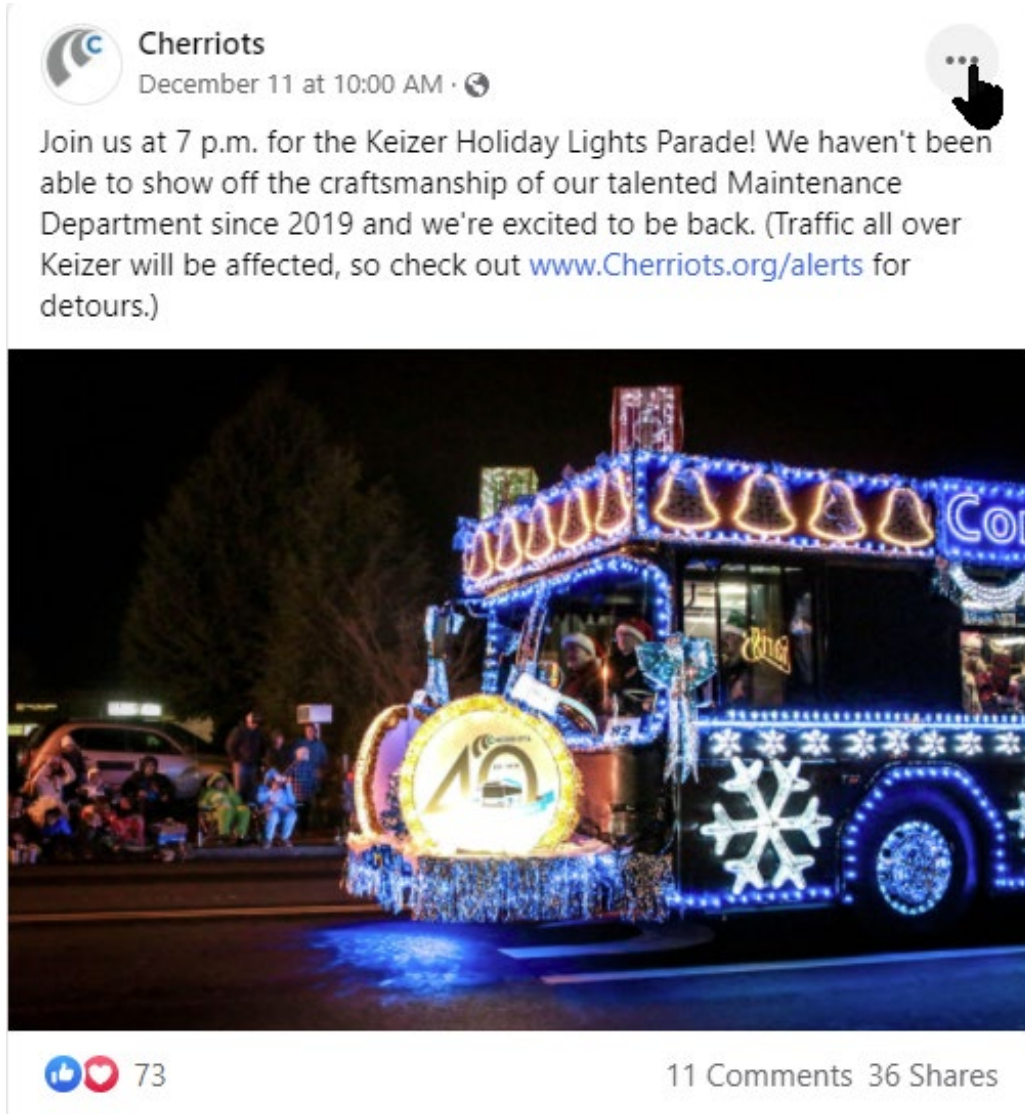 Cherriots
December 11 at 10:00 AM ·
Join us at 7 p.m. for the Keizer Holiday Lights Parade! We haven't been
able to show off the craftsmanship of our talented Maintenance
Department since 2019 and we're excited to be back. (Traffic all over
Keizer will be affected, so check out www.Cherriots.org/alerts for
detours.)
Co
40
73
11 Comments 36 Shares